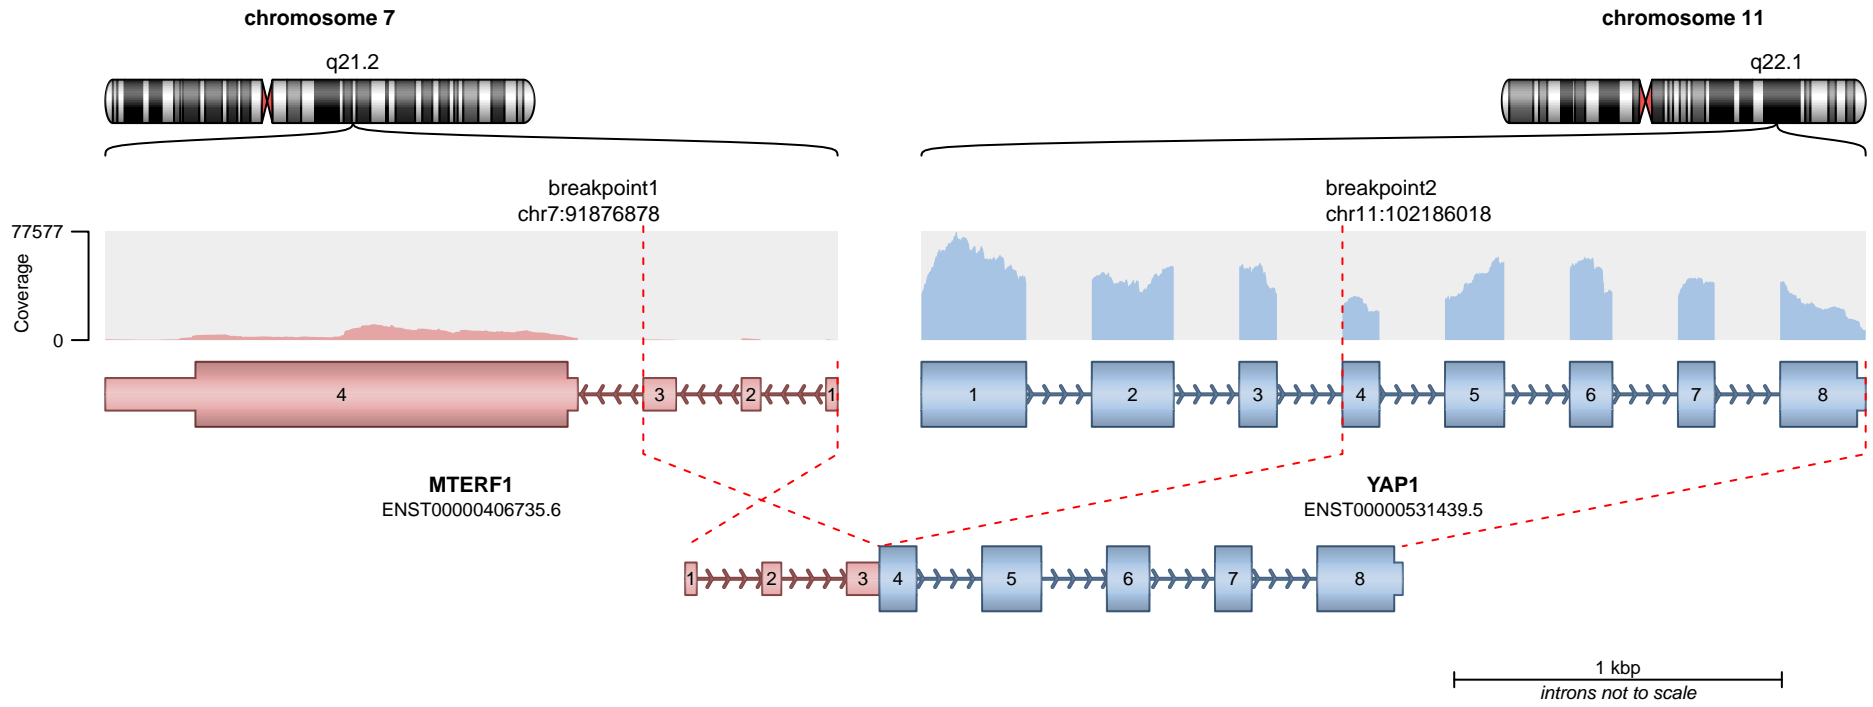 chromosome 7
chromosome 11
q21.2
q22.1
breakpoint1
chr7:91876878
breakpoint2
chr11:102186018
77577
Coverage
0
4
3
2
1
1
2
3
4
5
6
7
8
MTERF1
ENST00000406735.6
YAP1
ENST00000531439.5
1
2
3
4
5
6
7
8
1 kbp
introns not to scale